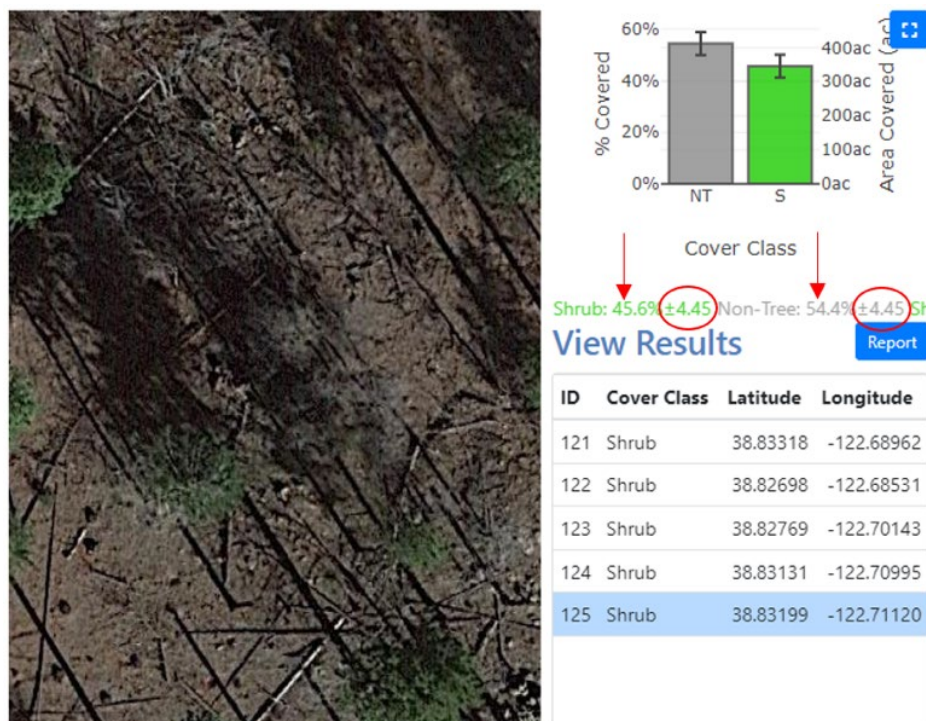 60%
40%
20%
0%
% Covered
400ac
300ac
200ac
100ac
0ac
Area Covered (ac)
NT S
Cover Class
Shrub: 45.6% ±4.45 Non-Tree: 54.4% ±4.45 Sh
View Results
Report
ID Cover Class Latitude Longitude
121 Shrub 38.83318 -122.68962
122 Shrub 38.82698 -122.68531
123 Shrub 38.82769 -122.70143
124 Shrub 38.83131 -122.70995
125 Shrub 38.83199 -122.71120